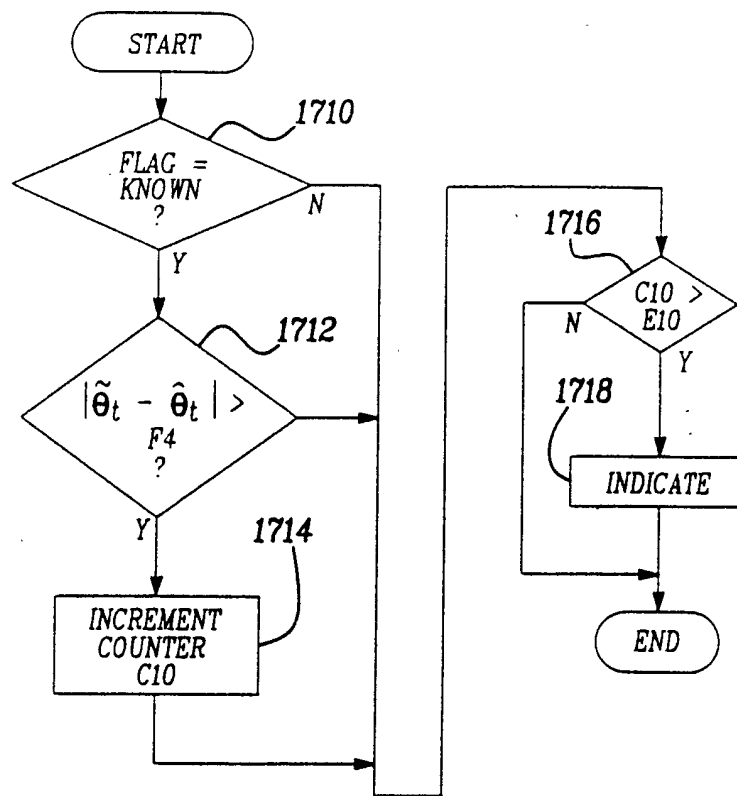 START
1710
FLAG =
KNOWN
?
N
Y
1712
|θ̃t - θ̂t| >
F4
?
Y
1714
INCREMENT
COUNTER
C10
1716
C10 >
E10
N
Y
1718
INDICATE
END